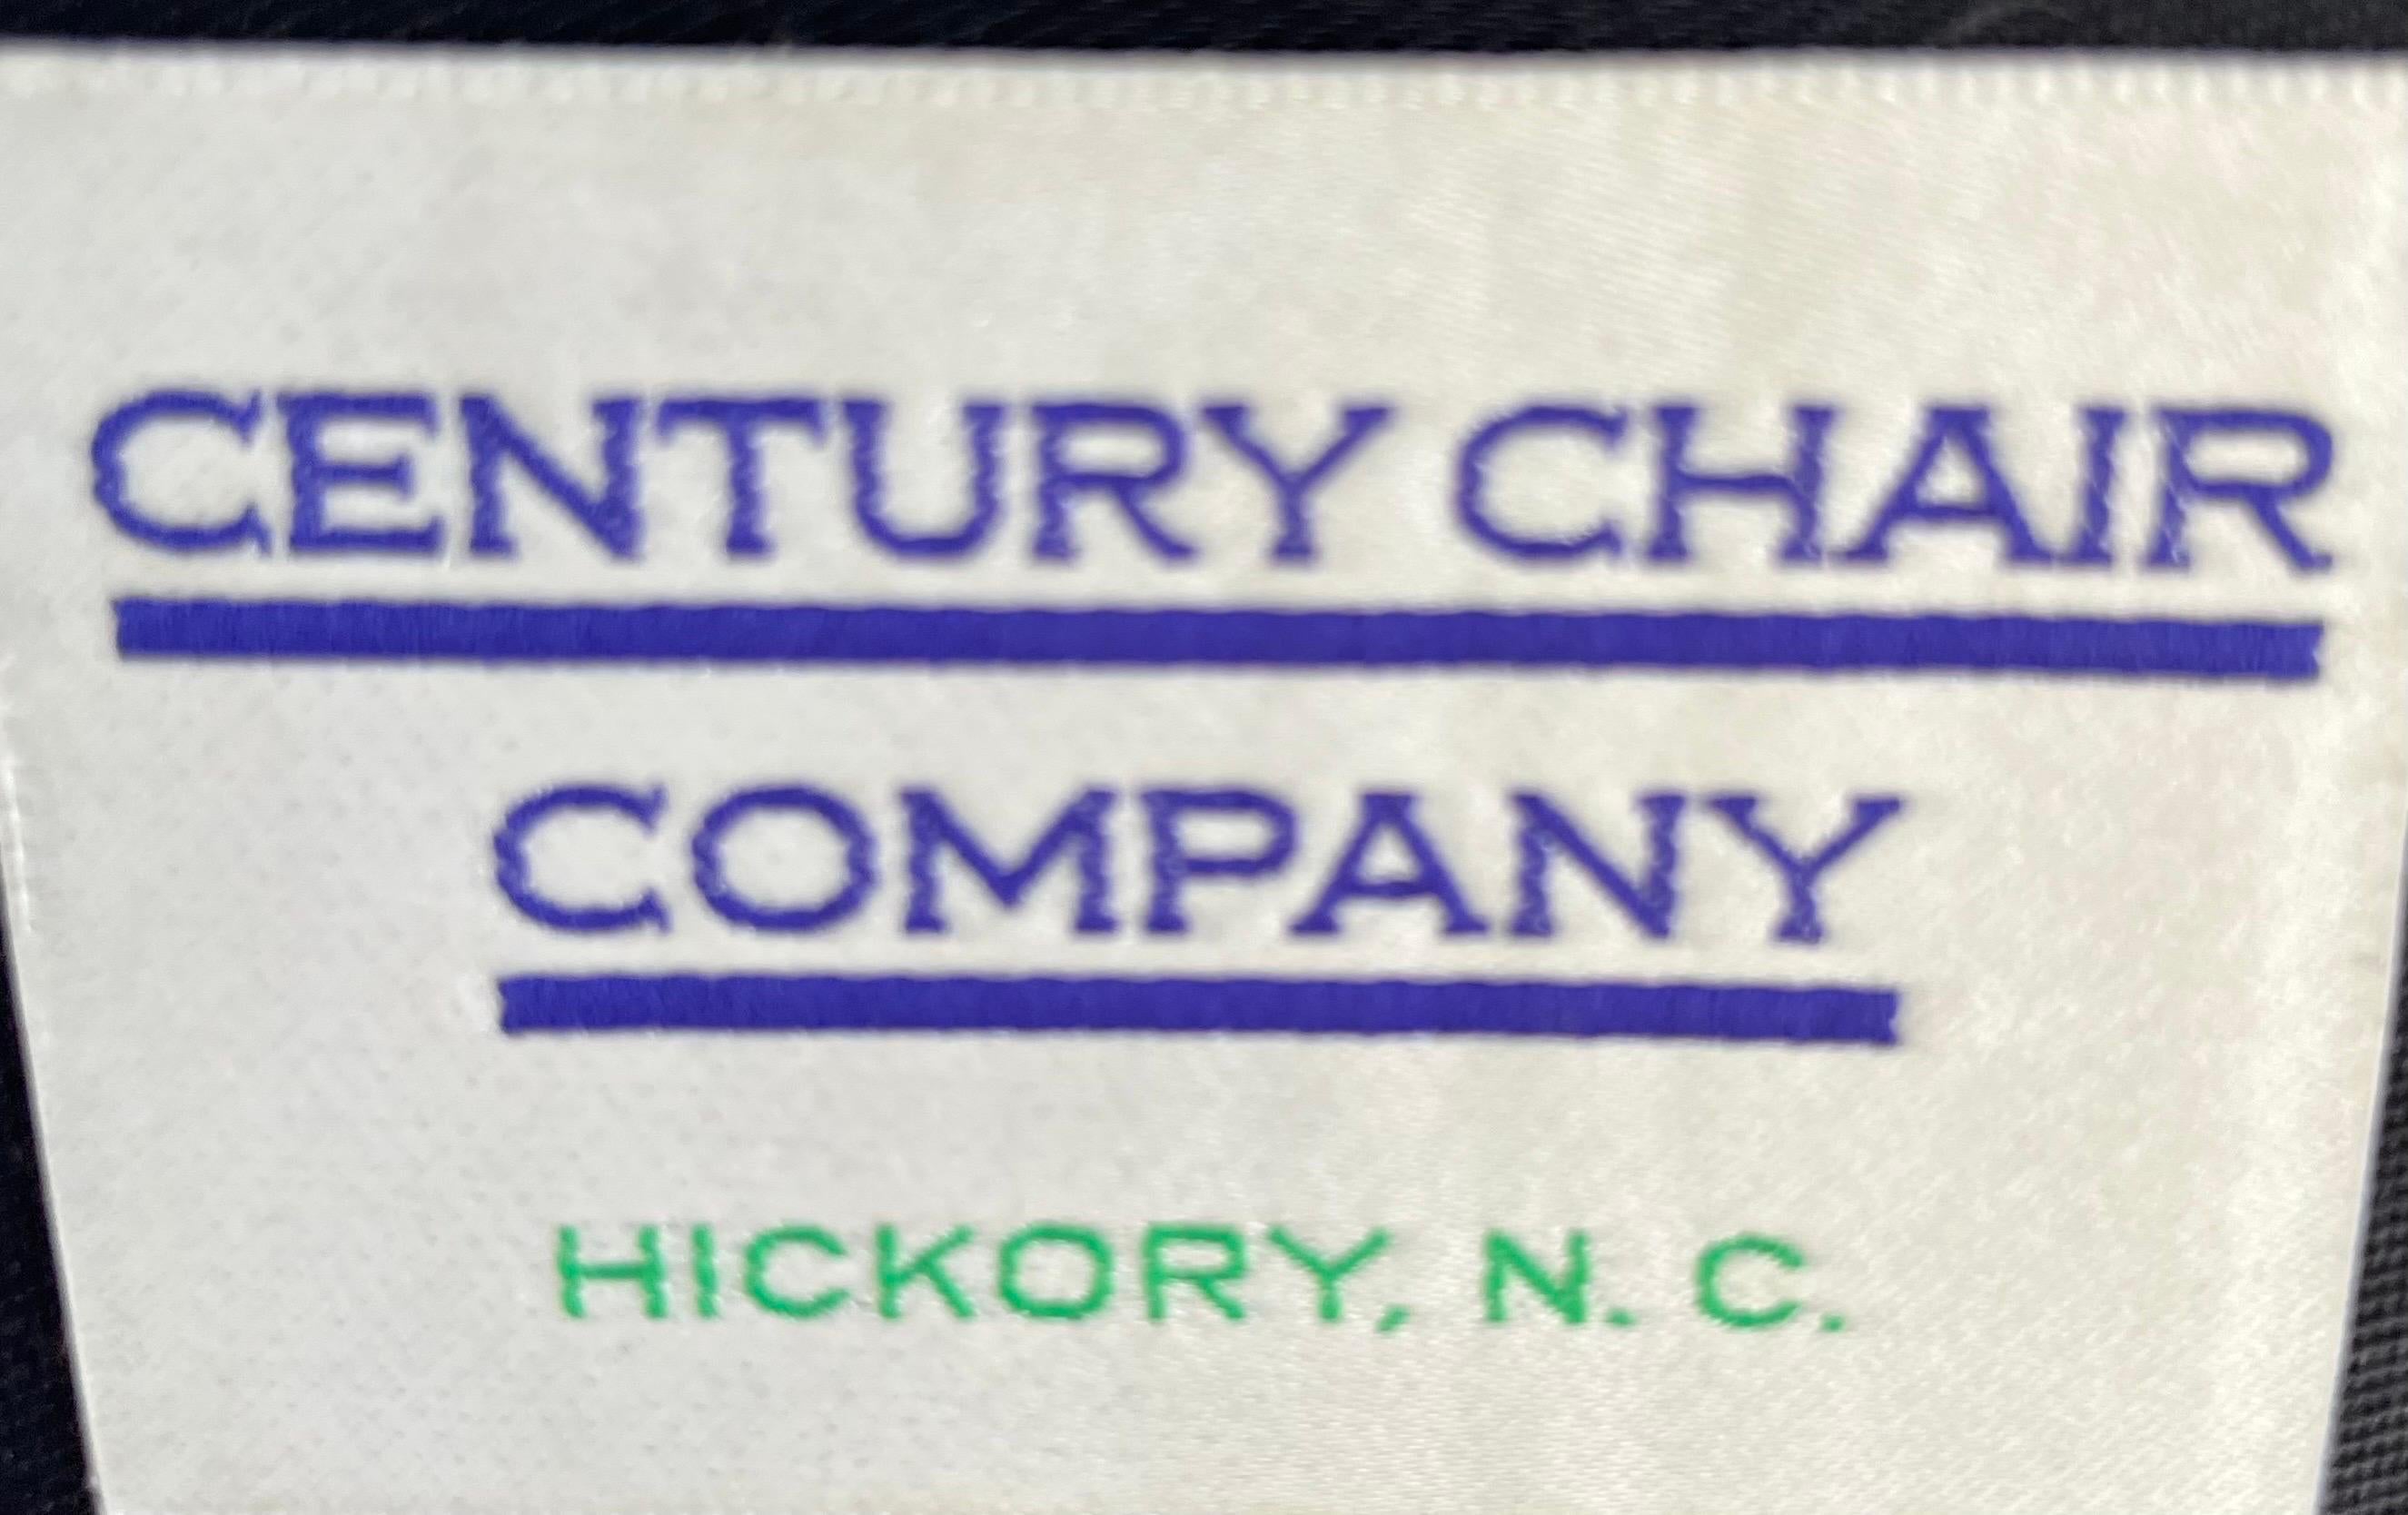 CENTURY CHAIR
COMPANY
HICKORY, N. C.